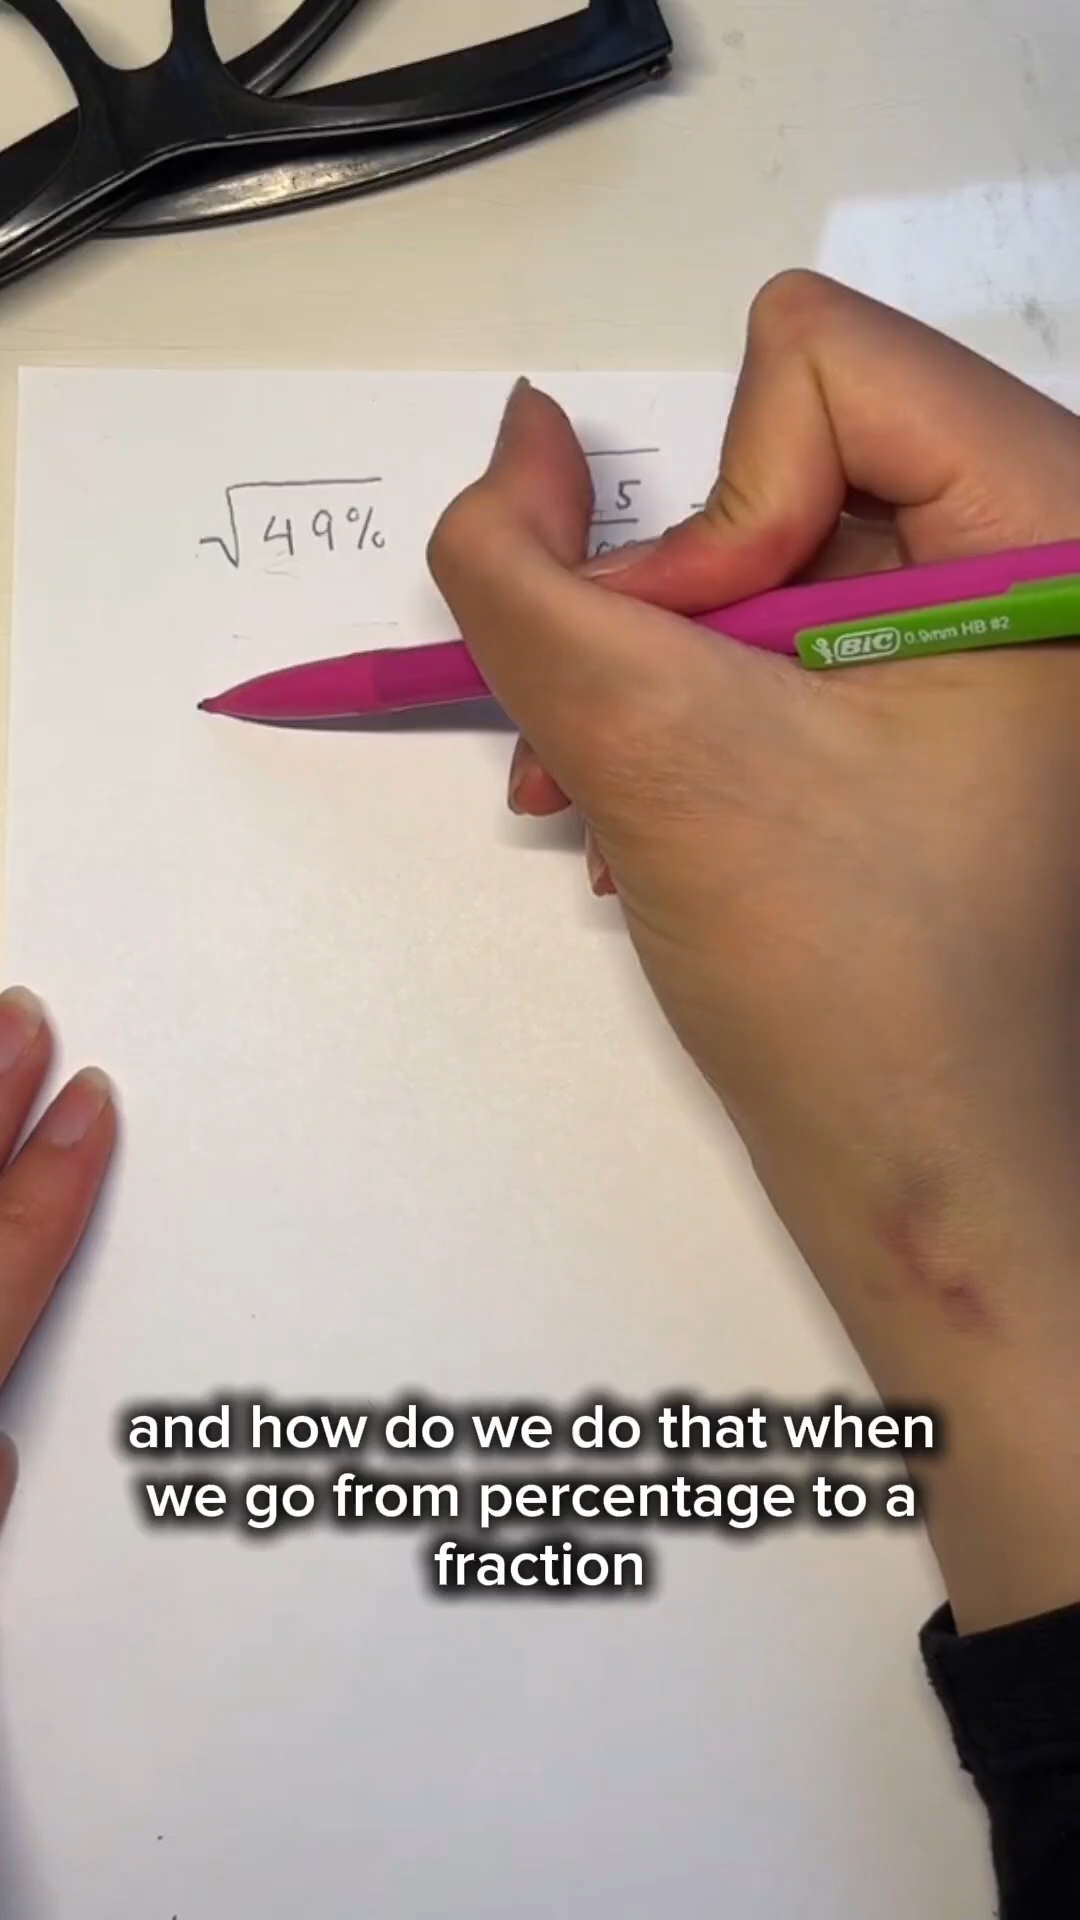 √49%
5
BIC 0.9mm HB #2
and how do we do that when
we go from percentage to a
fraction